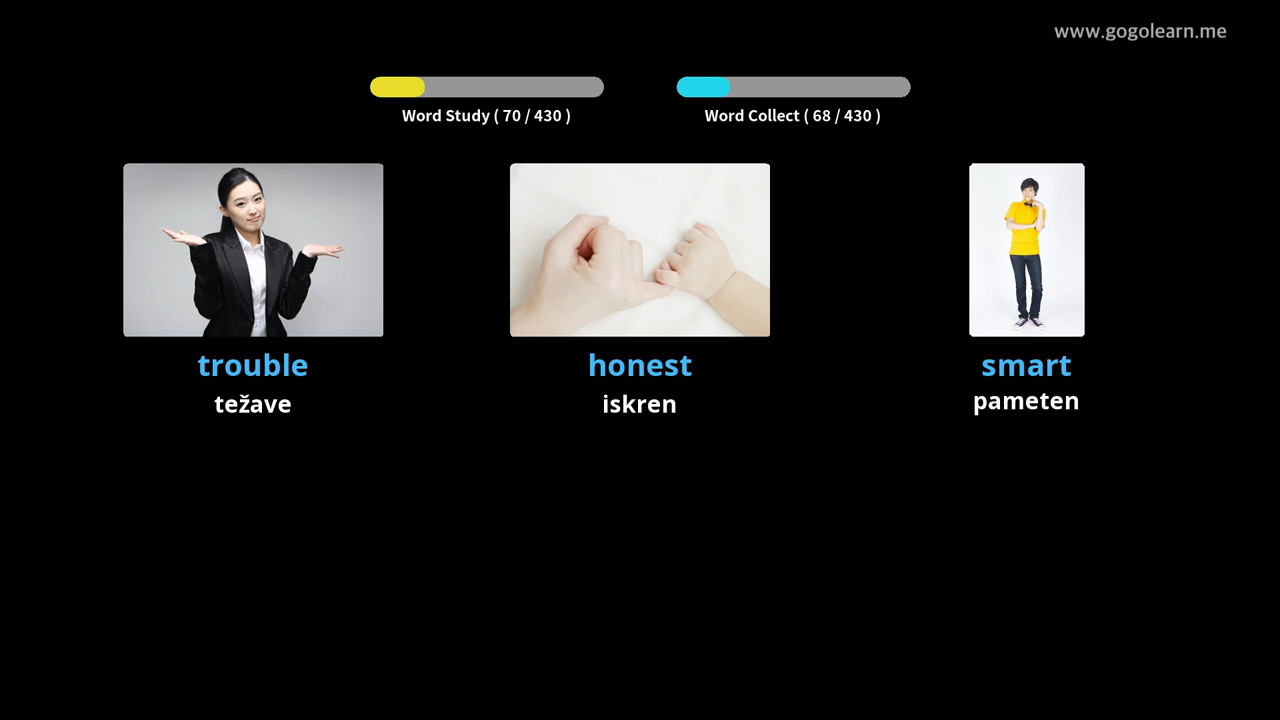 www.gogolearn.me
Word Study ( 70 / 430 )
Word Collect ( 68 / 430 )
trouble
težave
honest
iskren
smart
pameten